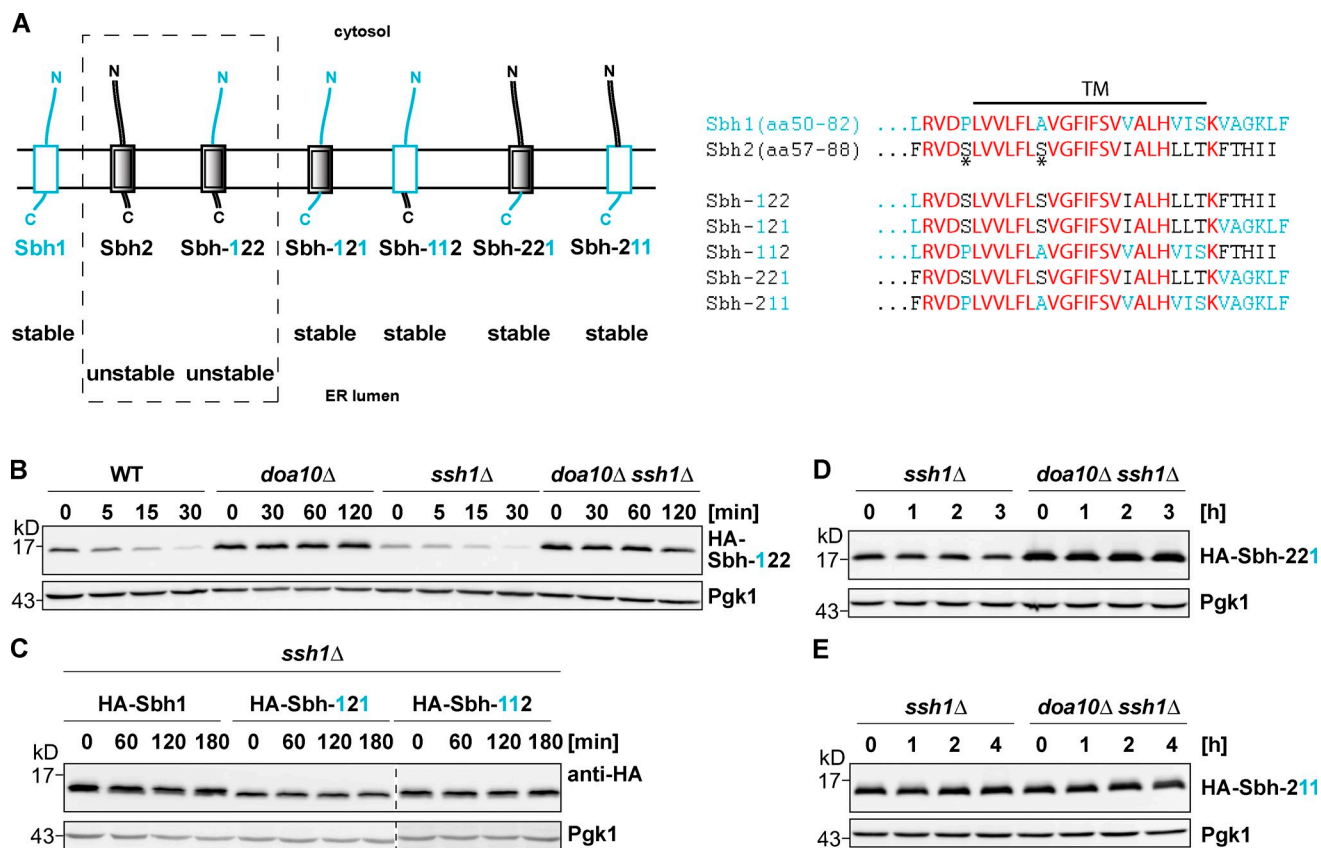 A
cytosol
N N N N N N N
C C C C C C C
Sbh1 Sbh2 Sbh-122 Sbh-121 Sbh-112 Sbh-221 Sbh-211
stable stable stable stable stable
unstable unstable
ER lumen
TM
Sbh1(aa50-82) ...LRVDPLVVLFLAVGFIFSVVALHVISKVAGKLF
Sbh2(aa57-88) ...FRVDSLVVLFLSVGFIFSVIALHLLTKFTHII
* *
Sbh-122 ...LRVDSLVVLFLSVGFIFSVIALHLLTKFTHII
Sbh-121 ...LRVDSLVVLFLSVGFIFSVIALHLLTKVAGKLF
Sbh-112 ...LRVDPLVVLFLAVGFIFSVVALHVISKFTHII
Sbh-221 ...FRVDSLVVLFLSVGFIFSVIALHLLTKVAGKLF
Sbh-211 ...FRVDPLVVLFLAVGFIFSVVALHVISKVAGKLF
B
WT doa10Δ ssh1Δ doa10Δ ssh1Δ
0 5 15 30 0 30 60 120 0 5 15 30 0 30 60 120 [min]
kD
17
HA-
Sbh-122
43
Pgk1
C
ssh1Δ
HA-Sbh1 HA-Sbh-121 HA-Sbh-112
0 60 120 180 0 60 120 180 0 60 120 180 [min]
kD
17
anti-HA
43
Pgk1
D
ssh1Δ doa10Δ ssh1Δ
0 1 2 3 0 1 2 3 [h]
kD
17
HA-Sbh-221
43
Pgk1
E
ssh1Δ doa10Δ ssh1Δ
0 1 2 4 0 1 2 4 [h]
kD
17
HA-Sbh-211
43
Pgk1